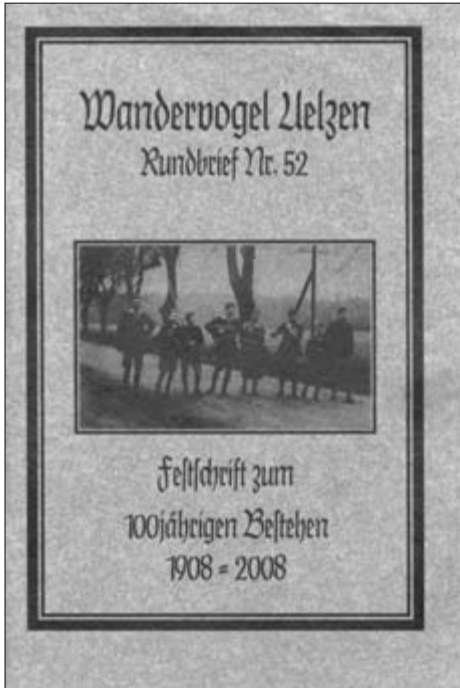 Wandervogel Uelzen
Rundbrief Nr. 52
Feſtſchrift zum
100jährigen Beſtehen
1908 = 2008